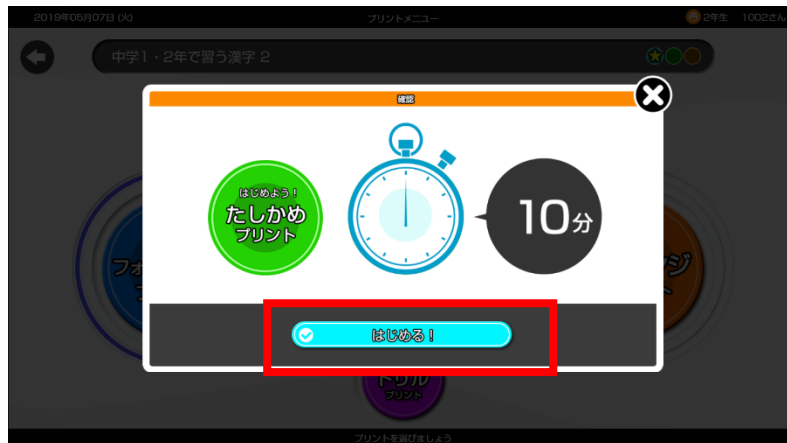 2019年05月07日 (火)
プリントメニュー
2年生 1002さん
中学1・2年で習う漢字 2
確認
はじめよう！
たしかめ
プリント
10分
フォ
ンジ
はじめる！
ドリル
プリント
プリントを選びましょう